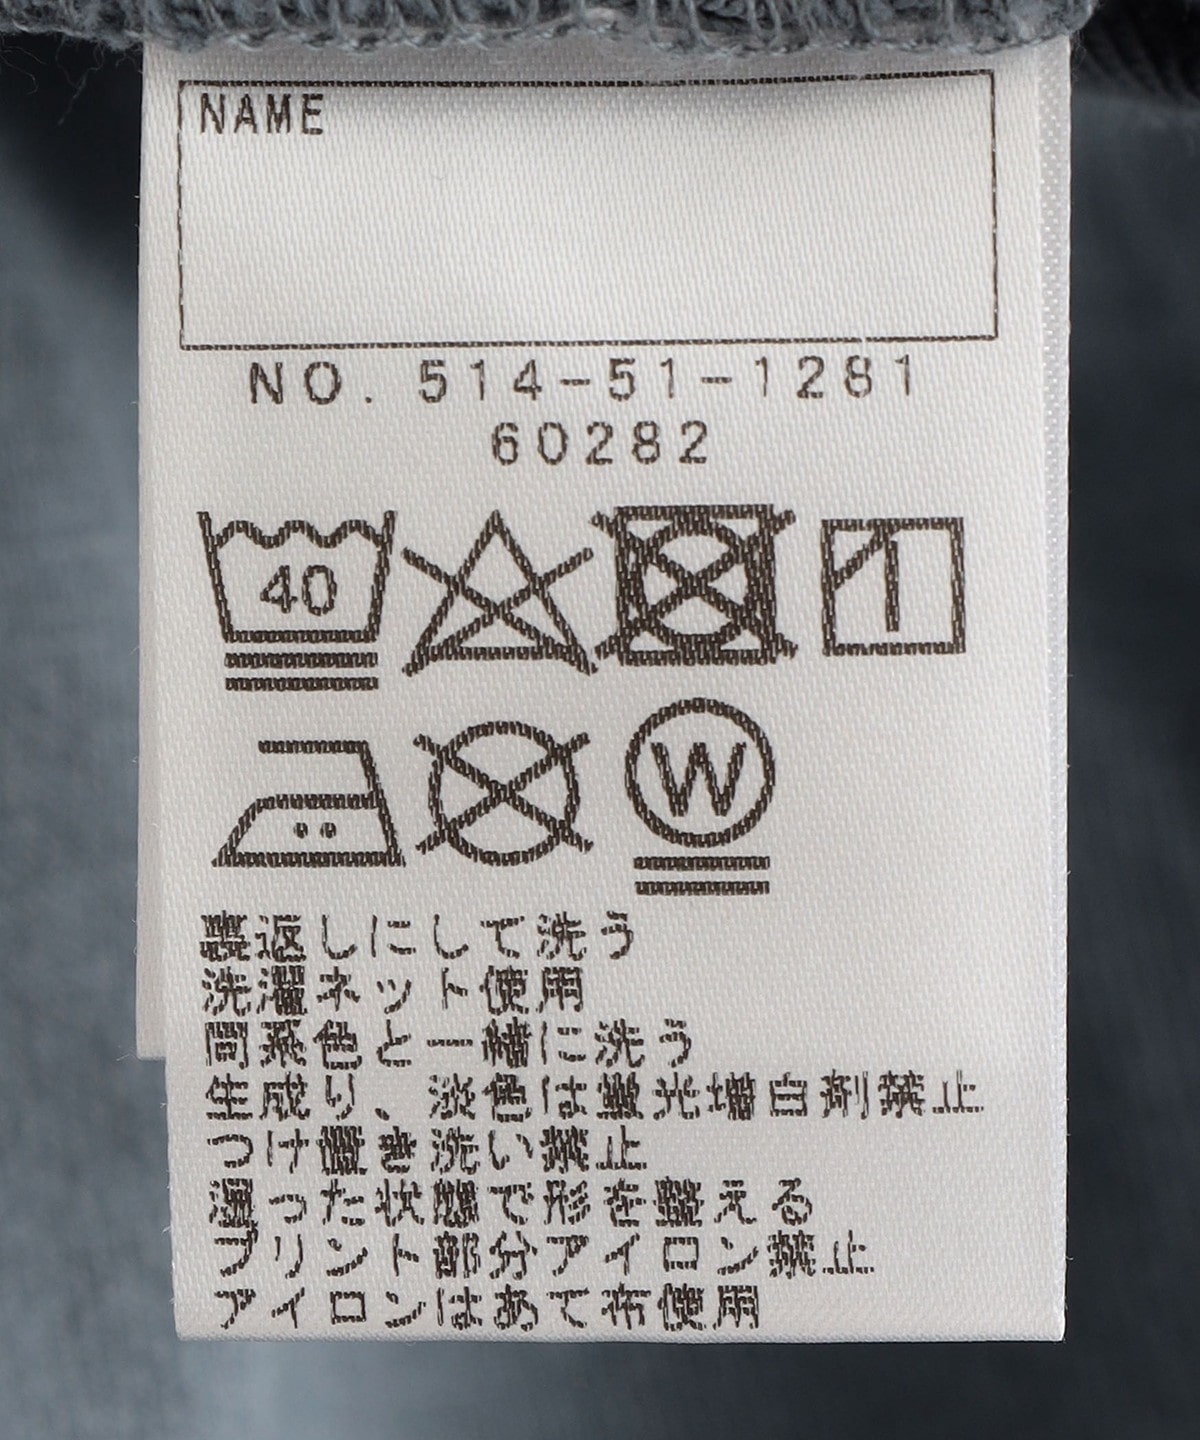 NAME
NO. 514-51-1281
60282
40
W
裏返しにして洗う
洗濯ネット使用
同系色と一緒に洗う
生成り、淡色は蛍光増白剤禁止
つけ置き洗い禁止
湿った状態で形を整える
プリント部分アイロン禁止
アイロンはあて布使用